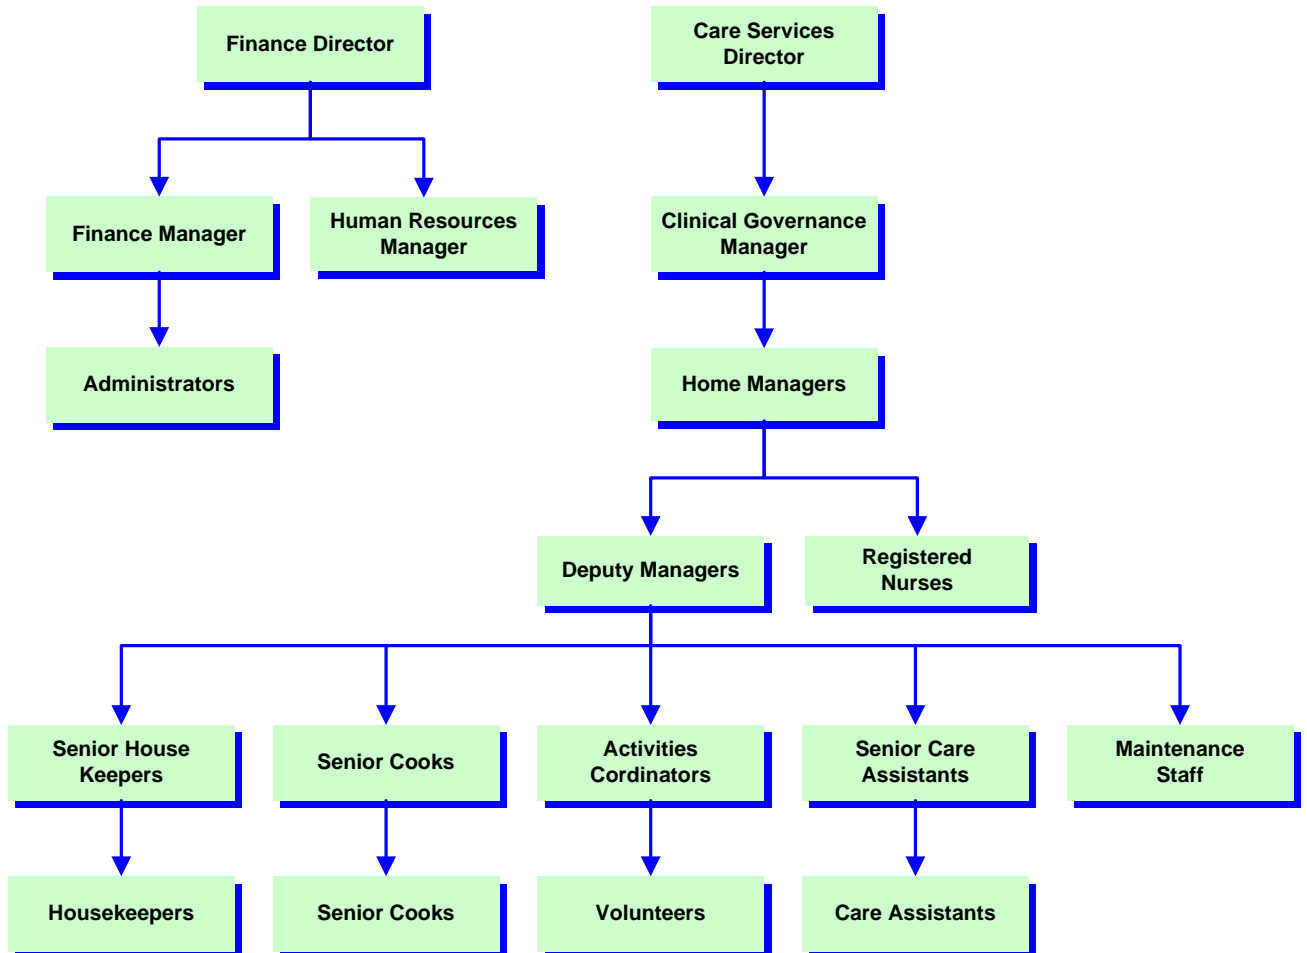 Finance Director
Care Services
Director
Finance Manager
Human Resources
Manager
Clinical Governance
Manager
Administrators
Home Managers
Deputy Managers
Registered
Nurses
Senior House
Keepers
Senior Cooks
Activities
Cordinators
Senior Care
Assistants
Maintenance
Staff
Housekeepers
Senior Cooks
Volunteers
Care Assistants